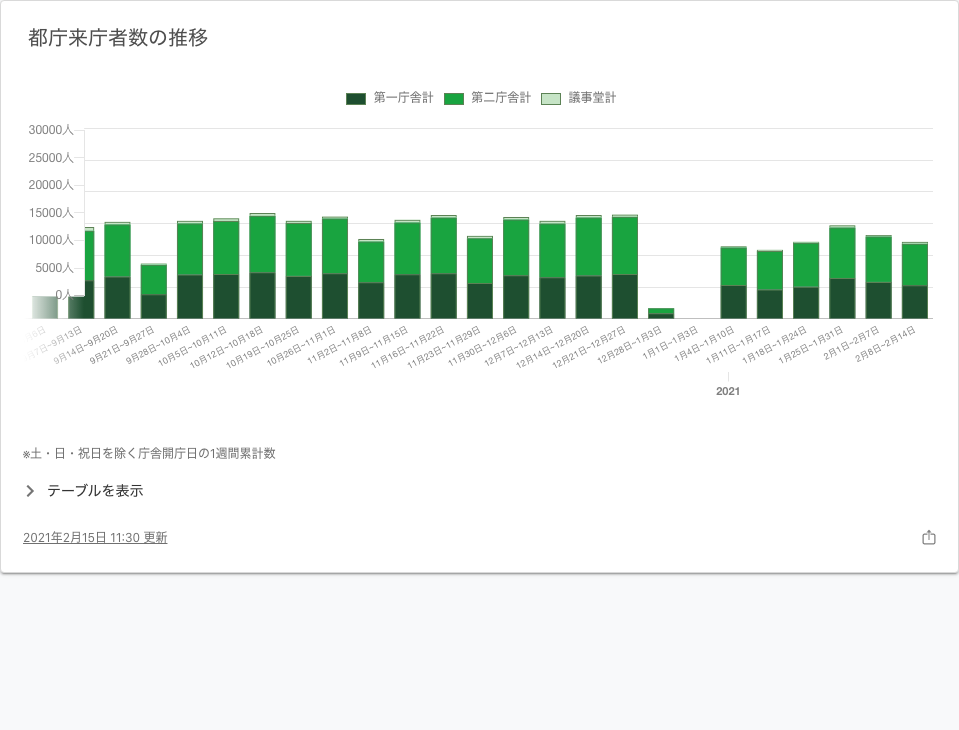 都庁来庁者数の推移
第一庁舎計 第二庁舎計 議事堂計
30000人
25000人
20000人
15000人
10000人
5000人
0人
9月14日~9月20日
9月21日~9月27日
9月28日~10月4日
10月5日~10月11日
10月12日~10月18日
10月19日~10月25日
10月26日~11月1日
11月2日~11月8日
11月9日~11月15日
11月16日~11月22日
11月23日~11月29日
11月30日~12月6日
12月7日~12月13日
12月14日~12月20日
12月21日~12月27日
12月28日~1月3日
1月1日~1月3日
1月4日~1月10日
1月11日~1月17日
1月18日~1月24日
1月25日~1月31日
2月1日~2月7日
2月8日~2月14日
2021
※土・日・祝日を除く庁舎開庁日の1週間累計数
テーブルを表示
2021年2月15日 11:30 更新